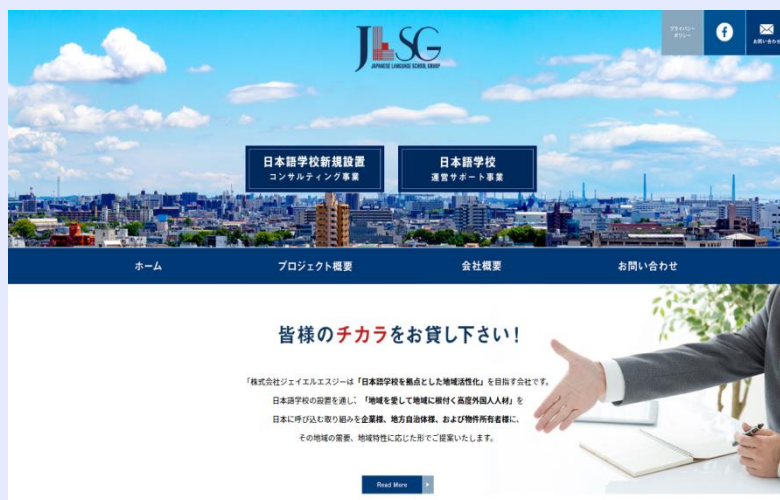 JLSG
JAPANESE LANGUAGE SCHOOL GROUP
プライバシー
ポリシー
お問い合わせ
日本語学校新規設置
コンサルティング事業
日本語学校
運営サポート事業
ホーム
プロジェクト概要
会社概要
お問い合わせ
皆様のチカラをお貸し下さい！
「株式会社ジェイエルエスジーは「日本語学校を拠点とした地域活性化」を目指す会社です。
日本語学校の設置を通し、「地域を愛して地域に根付く高度外国人人材」を
日本に呼び込む取り組みを企業様、地方自治体様、および物件所有者様に、
その地域の需要、地域特性に応じた形でご提案いたします。
Read More